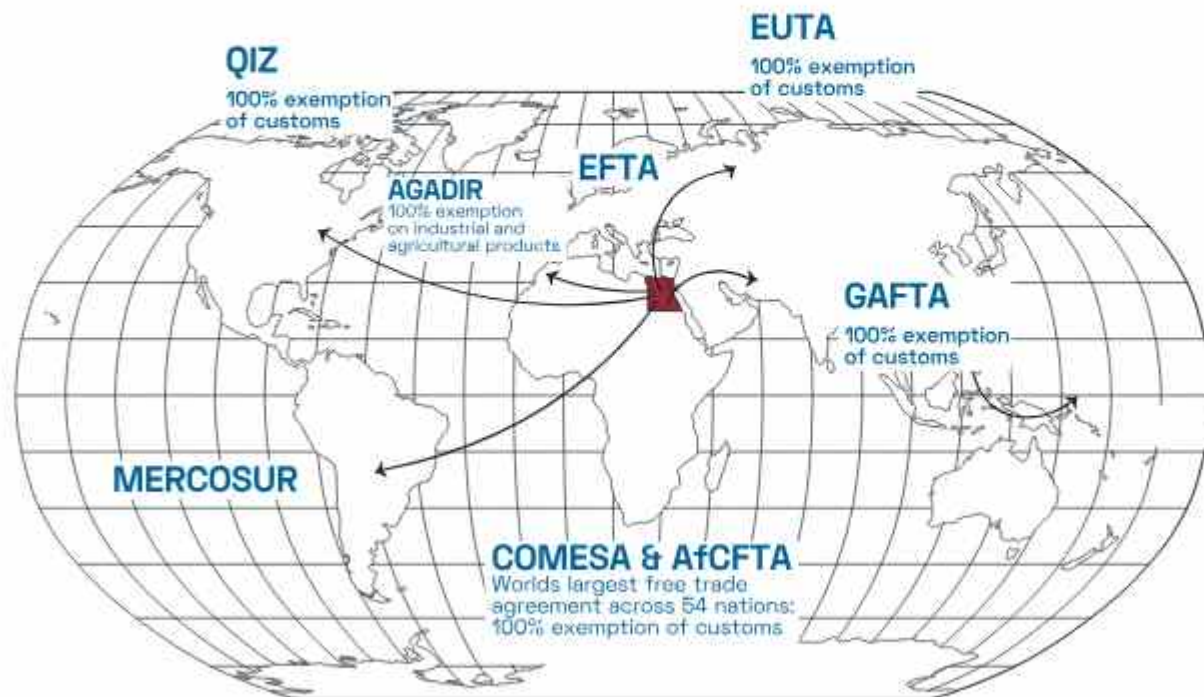 EUTA
100% exemption
of customs
QIZ
100% exemption
of customs
EFTA
AGADIR
100% exemption
on industrial and
agricultural products
GAFTA
100% exemption
of customs
MERCOSUR
COMESA & AfCFTA
Worlds largest free trade
agreement across 54 nations:
100% exemption of customs